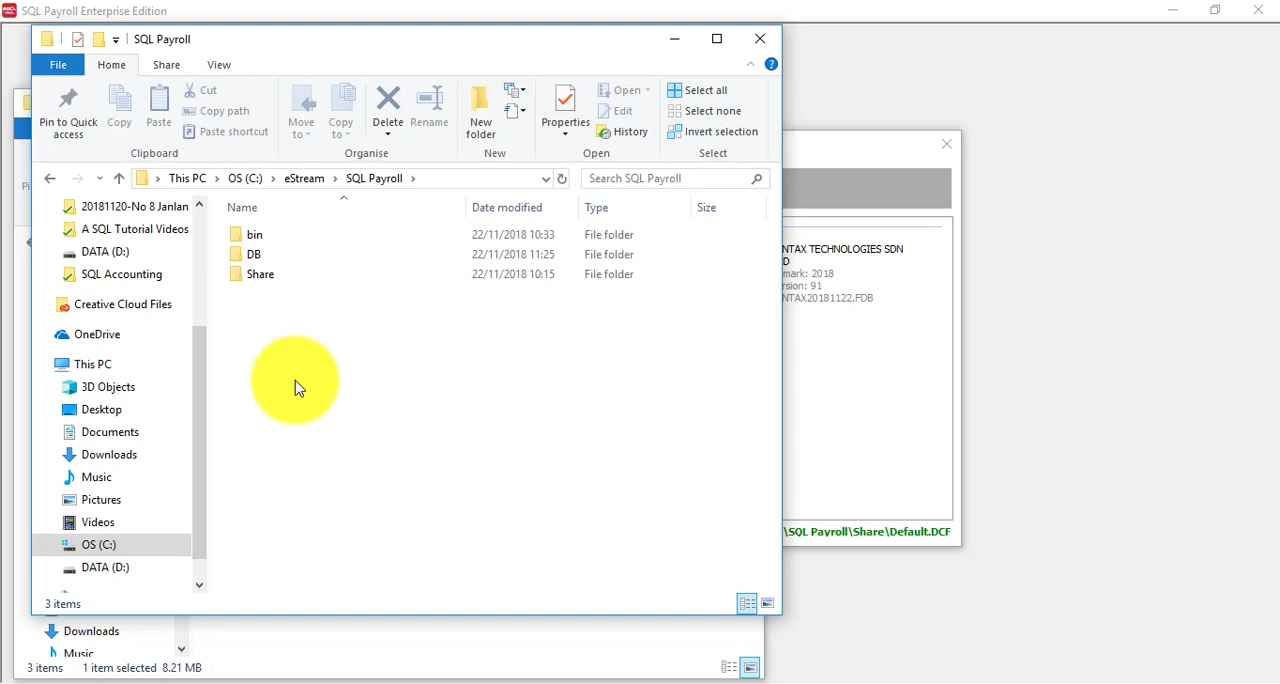 SQL Payroll Enterprise Edition
SQL Payroll
File
Home
Share
View
Pin to Quick access
Copy
Paste
Cut
Copy path
Paste shortcut
Move to
Copy to
Delete
Rename
New folder
Properties
Open
Edit
History
Select all
Select none
Invert selection
Clipboard
Organise
New
Open
Select
This PC > OS (C:) > eStream > SQL Payroll >
Search SQL Payroll
Name
Date modified
Type
Size
bin 22/11/2018 10:33 File folder
DB 22/11/2018 11:25 File folder
Share 22/11/2018 10:15 File folder
20181120-No 8 Janlan
A SQL Tutorial Videos
DATA (D:)
SQL Accounting
Creative Cloud Files
OneDrive
This PC
3D Objects
Desktop
Documents
Downloads
Music
Pictures
Videos
OS (C:)
DATA (D:)
3 items
NTAX TECHNOLOGIES SDN
D
mark: 2018
rsion: 91
NTAX20181122.FDB
\SQL Payroll\Share\Default.DCF
Downloads
Music
3 items 1 item selected 8.21 MB